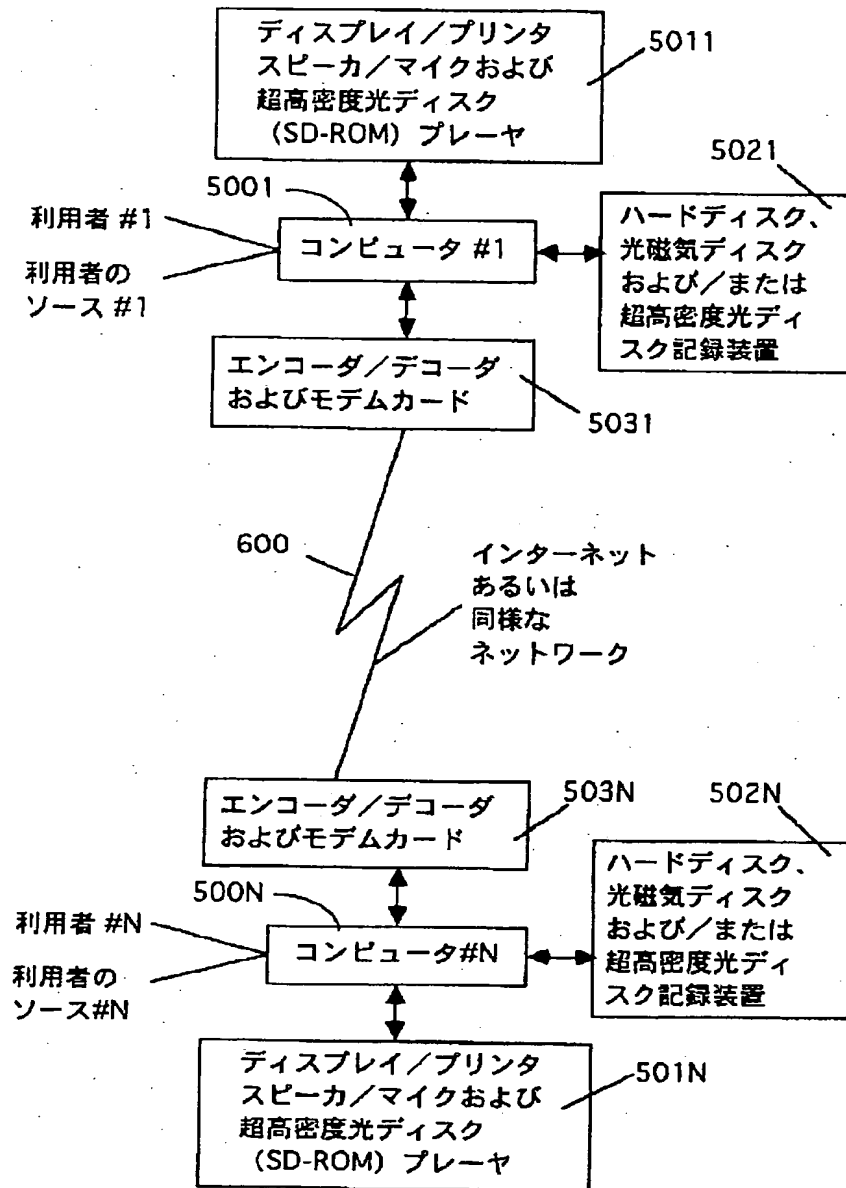 ディスプレイ／プリンタ
スピーカ／マイクおよび
超高密度光ディスク
（SD-ROM）プレーヤ
5011
5021
5001
利用者 #1
利用者の
ソース #1
コンピュータ #1
ハードディスク、
光磁気ディスク
および／または
超高密度光ディ
スク記録装置
エンコーダ／デコーダ
およびモデムカード
5031
600
インターネット
あるいは
同様な
ネットワーク
エンコーダ／デコーダ
およびモデムカード
503N
502N
500N
利用者 #N
利用者の
ソース#N
コンピュータ#N
ハードディスク、
光磁気ディスク
および／または
超高密度光ディ
スク記録装置
ディスプレイ／プリンタ
スピーカ／マイクおよび
超高密度光ディスク
（SD-ROM）プレーヤ
501N